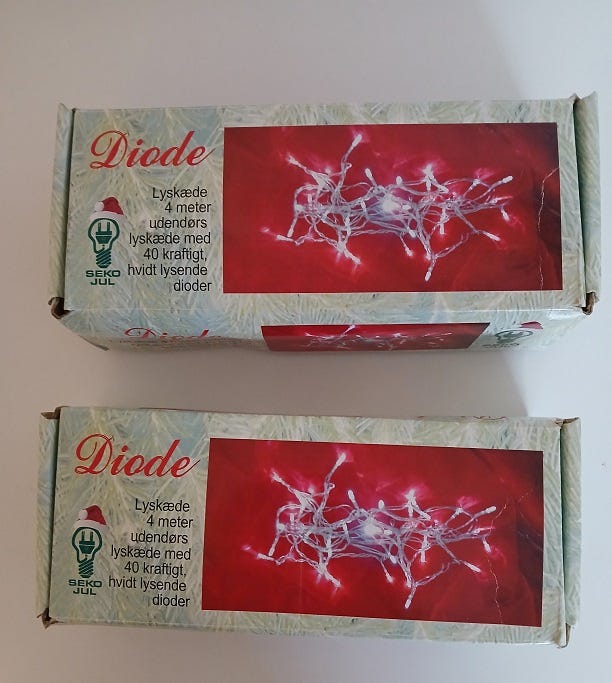 Diode
Lyskæde
4 meter
udendørs
lyskæde med
40 kraftigt,
hvidt lysende
dioder
SEKO
JUL
Diode
Diode
Lyskæde
4 meter
udendørs
lyskæde med
40 kraftigt,
hvidt lysende
dioder
SEKO
JUL